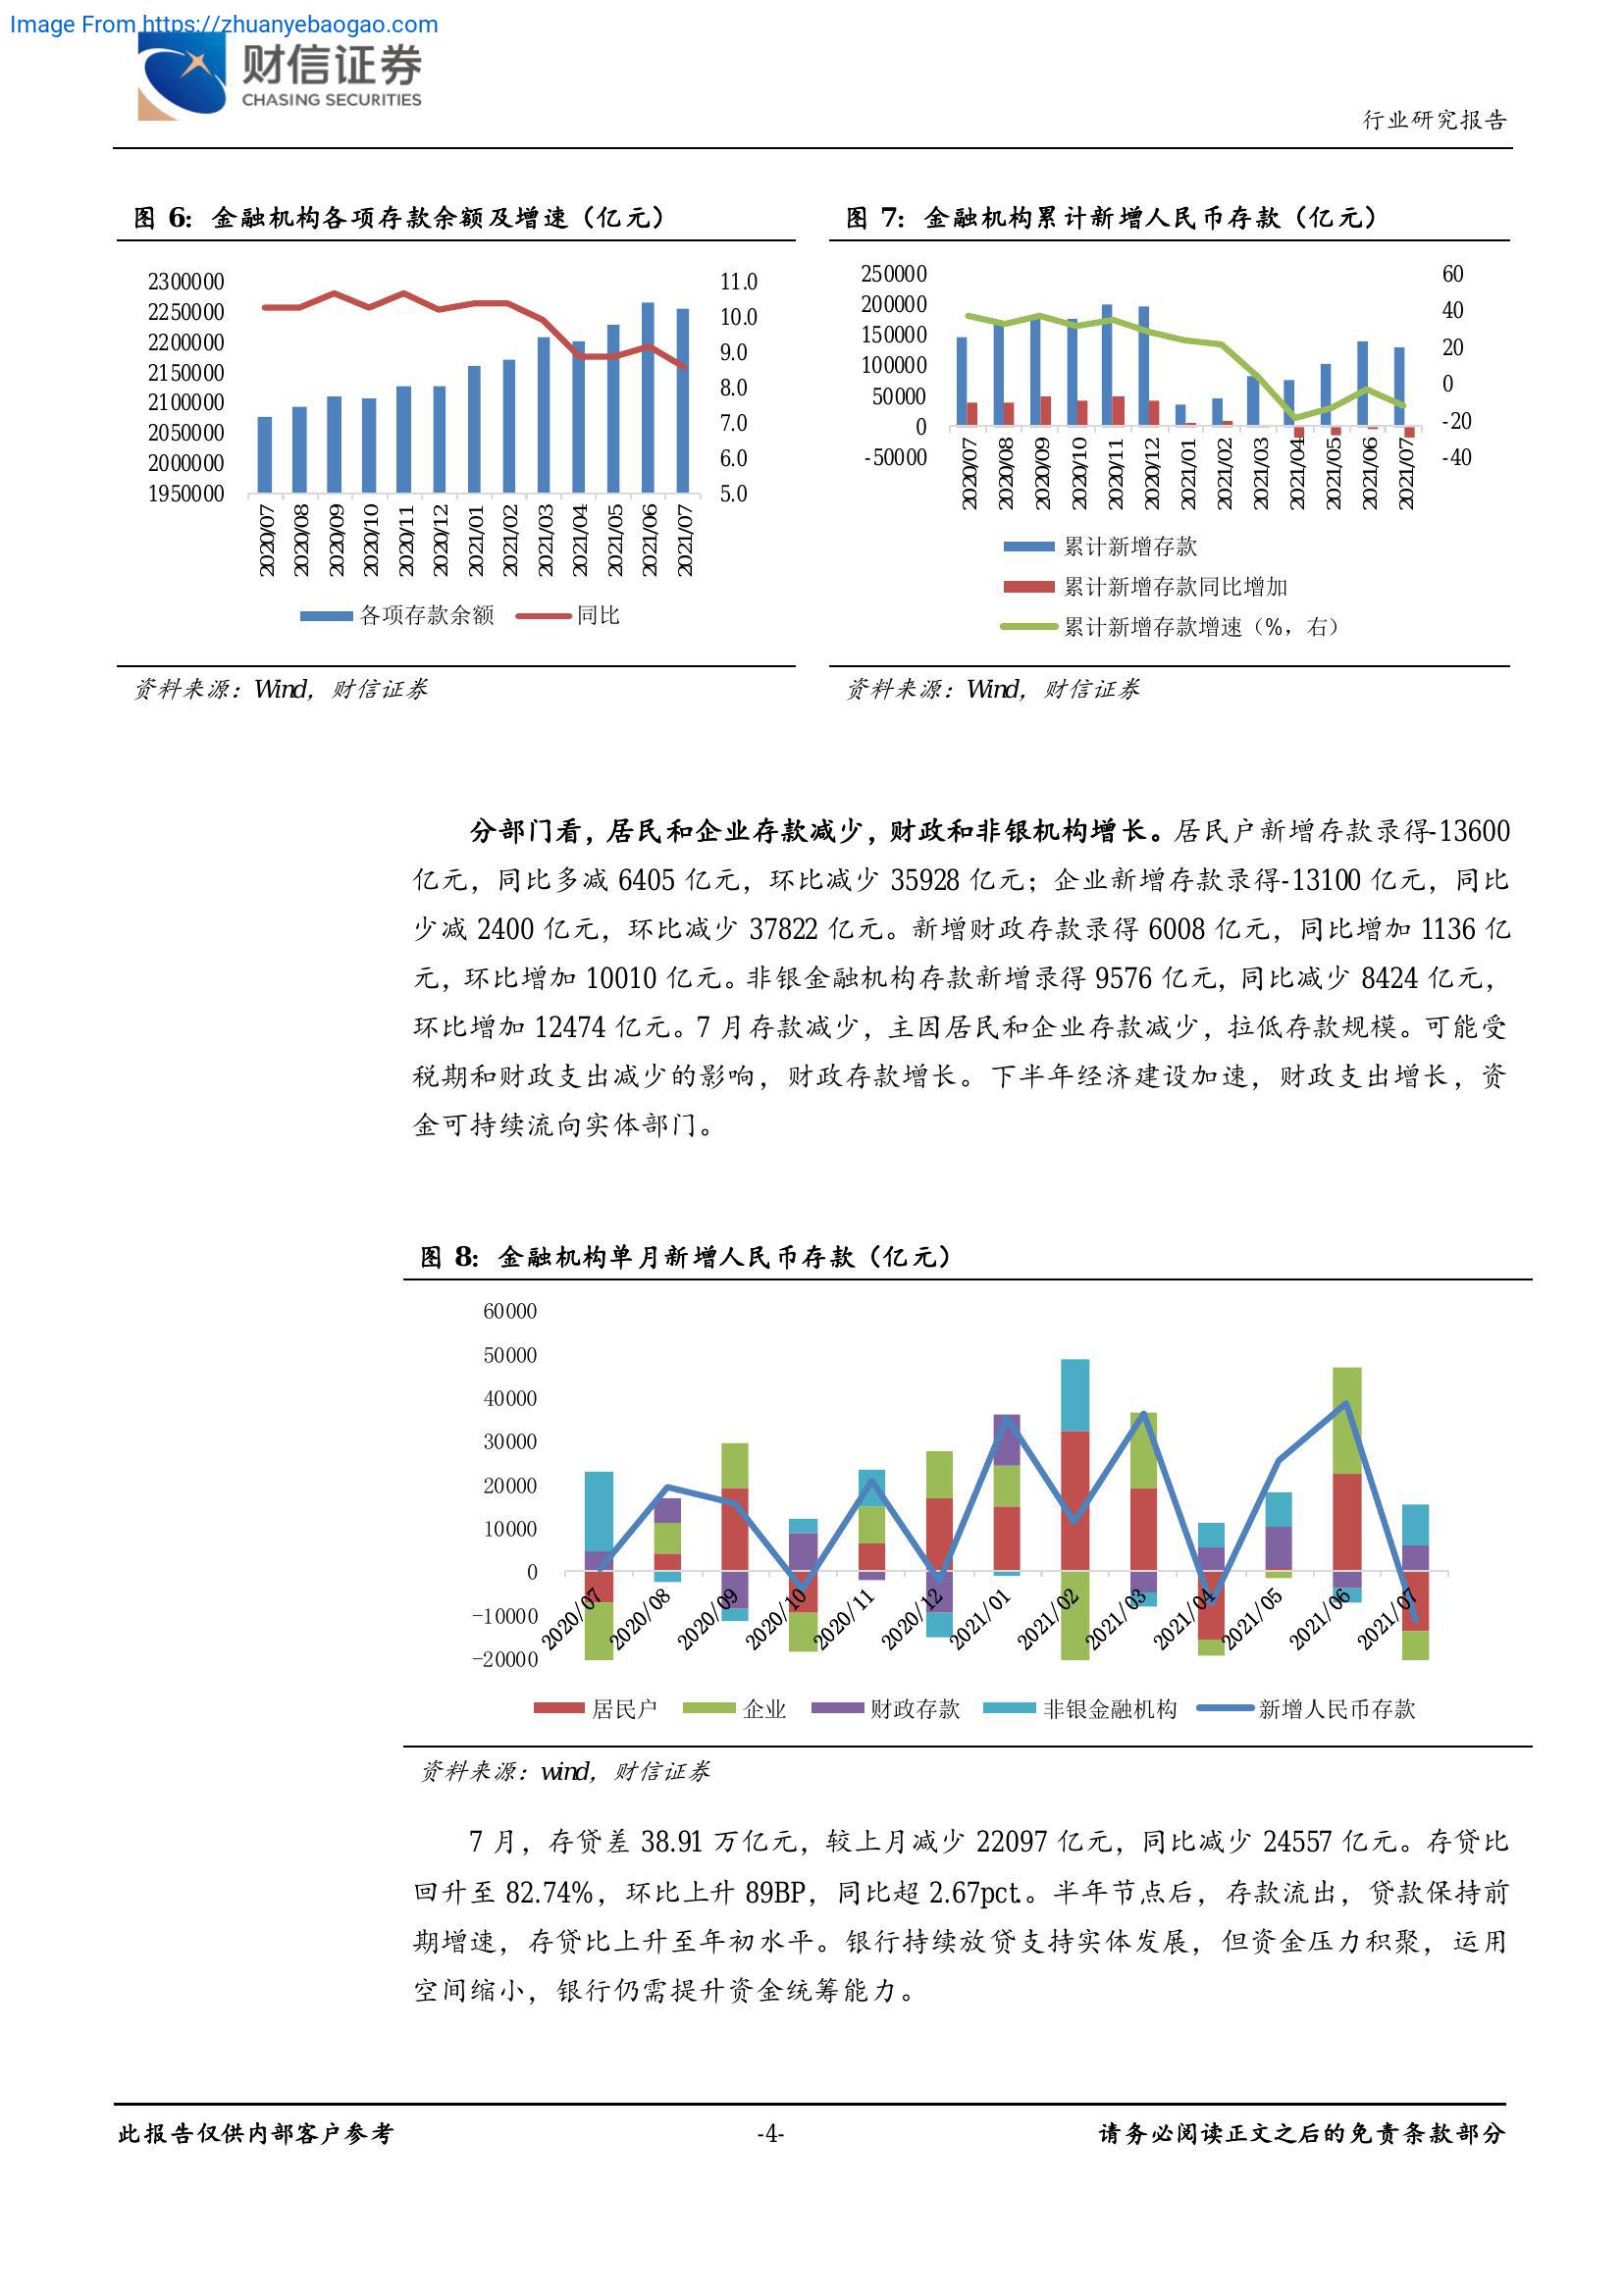 Image From https://zhuanyebaogao.com
财信证券
CHASING SECURITIES
行业研究报告
图 6: 金融机构各项存款余额及增速（亿元）
2300000
2250000
2200000
2150000
2100000
2050000
2000000
1950000
11.0
10.0
9.0
8.0
7.0
6.0
5.0
2020/07
2020/08
2020/09
2020/10
2020/11
2020/12
2021/01
2021/02
2021/03
2021/04
2021/05
2021/06
2021/07
各项存款余额 同比
资料来源：Wind，财信证券
图 7: 金融机构累计新增人民币存款（亿元）
250000
200000
150000
100000
50000
0
-50000
60
40
20
0
-20
-40
2020/07
2020/08
2020/09
2020/10
2020/11
2020/12
2021/01
2021/02
2021/03
2021/04
2021/05
2021/06
2021/07
累计新增存款
累计新增存款同比增加
累计新增存款增速（%，右）
资料来源：Wind，财信证券
分部门看，居民和企业存款减少，财政和非银机构增长。居民户新增存款录得-13600
亿元，同比多减 6405 亿元，环比减少 35928 亿元；企业新增存款录得-13100 亿元，同比
少减 2400 亿元，环比减少 37822 亿元。新增财政存款录得 6008 亿元，同比增加 1136 亿
元，环比增加 10010 亿元。非银金融机构存款新增录得 9576 亿元，同比减少 8424 亿元，
环比增加 12474 亿元。7 月存款减少，主因居民和企业存款减少，拉低存款规模。可能受
税期和财政支出减少的影响，财政存款增长。下半年经济建设加速，财政支出增长，资
金可持续流向实体部门。
图 8: 金融机构单月新增人民币存款（亿元）
60000
50000
40000
30000
20000
10000
0
-10000
-20000
2020/07
2020/08
2020/09
2020/10
2020/11
2020/12
2021/01
2021/02
2021/03
2021/04
2021/05
2021/06
2021/07
居民户 企业 财政存款 非银金融机构 新增人民币存款
资料来源：wind，财信证券
7 月，存贷差 38.91 万亿元，较上月减少 22097 亿元，同比减少 24557 亿元。存贷比
回升至 82.74%，环比上升 89BP，同比超 2.67pct.。半年节点后，存款流出，贷款保持前
期增速，存贷比上升至年初水平。银行持续放贷支持实体发展，但资金压力积聚，运用
空间缩小，银行仍需提升资金统筹能力。
此报告仅供内部客户参考 -4- 请务必阅读正文之后的免责条款部分